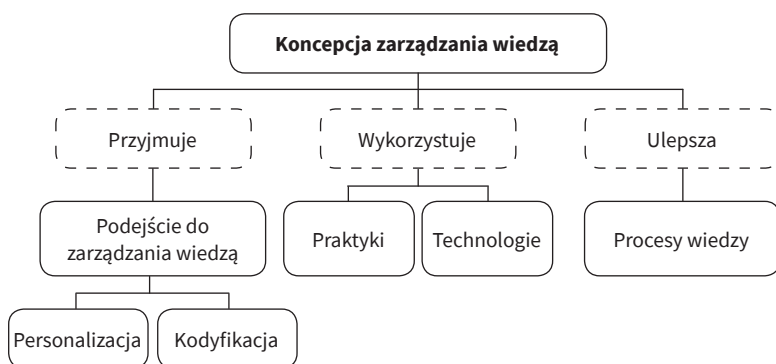 Koncepcja zarządzania wiedzą
Przyjmuje
Wykorzystuje
Ulepsza
Podejście do
zarządzania wiedzą
Praktyki
Technologie
Procesy wiedzy
Personalizacja
Kodyfikacja